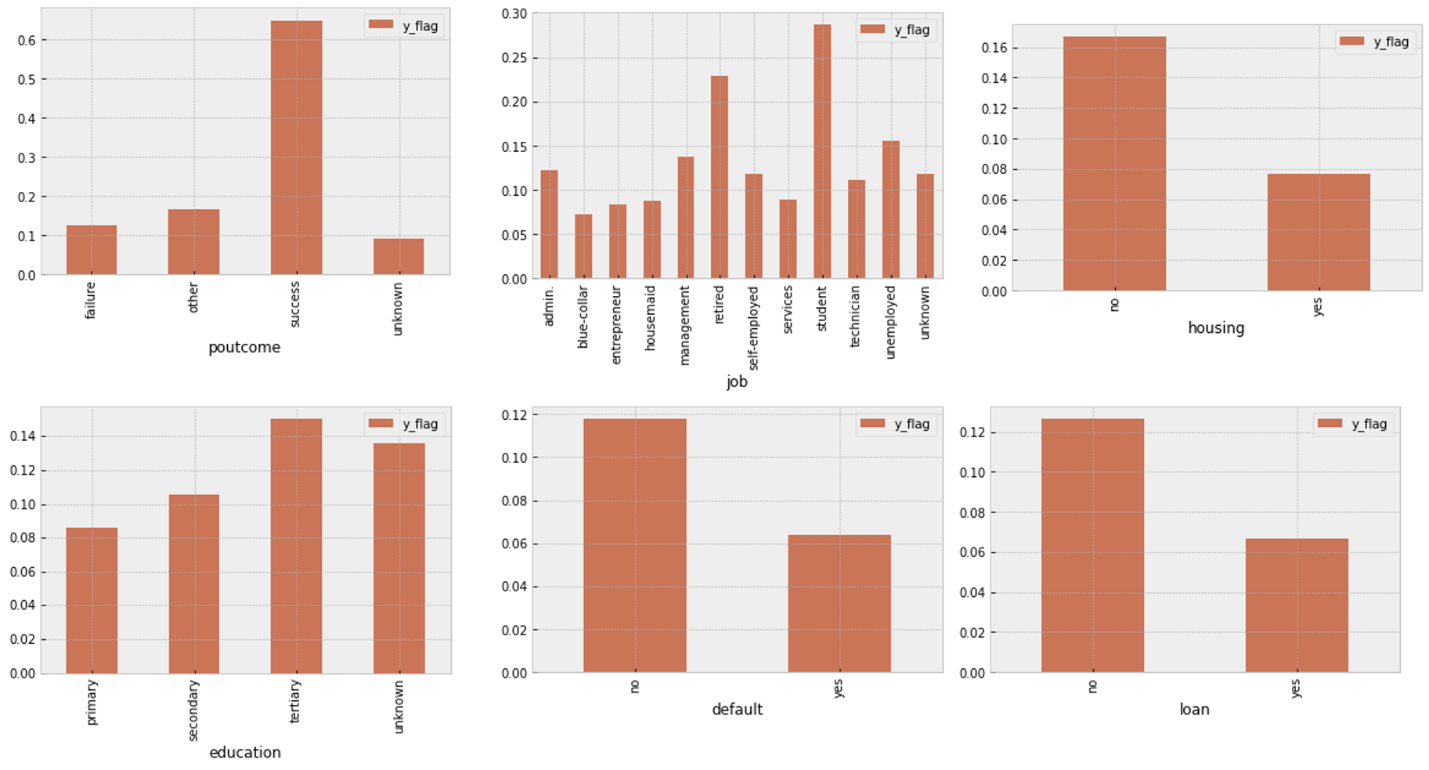 y_flag
0.6
0.5
0.4
0.3
0.2
0.1
0.0
failure
other
success
unknown
poutcome
y_flag
0.30
0.25
0.20
0.15
0.10
0.05
0.00
admin.
blue-collar
entrepreneur
housemaid
management
retired
self-employed
services
student
technician
unemployed
unknown
job
y_flag
0.16
0.14
0.12
0.10
0.08
0.06
0.04
0.02
0.00
no
yes
housing
y_flag
0.14
0.12
0.10
0.08
0.06
0.04
0.02
0.00
primary
secondary
tertiary
unknown
education
y_flag
0.12
0.10
0.08
0.06
0.04
0.02
0.00
no
yes
default
y_flag
0.12
0.10
0.08
0.06
0.04
0.02
0.00
no
yes
loan